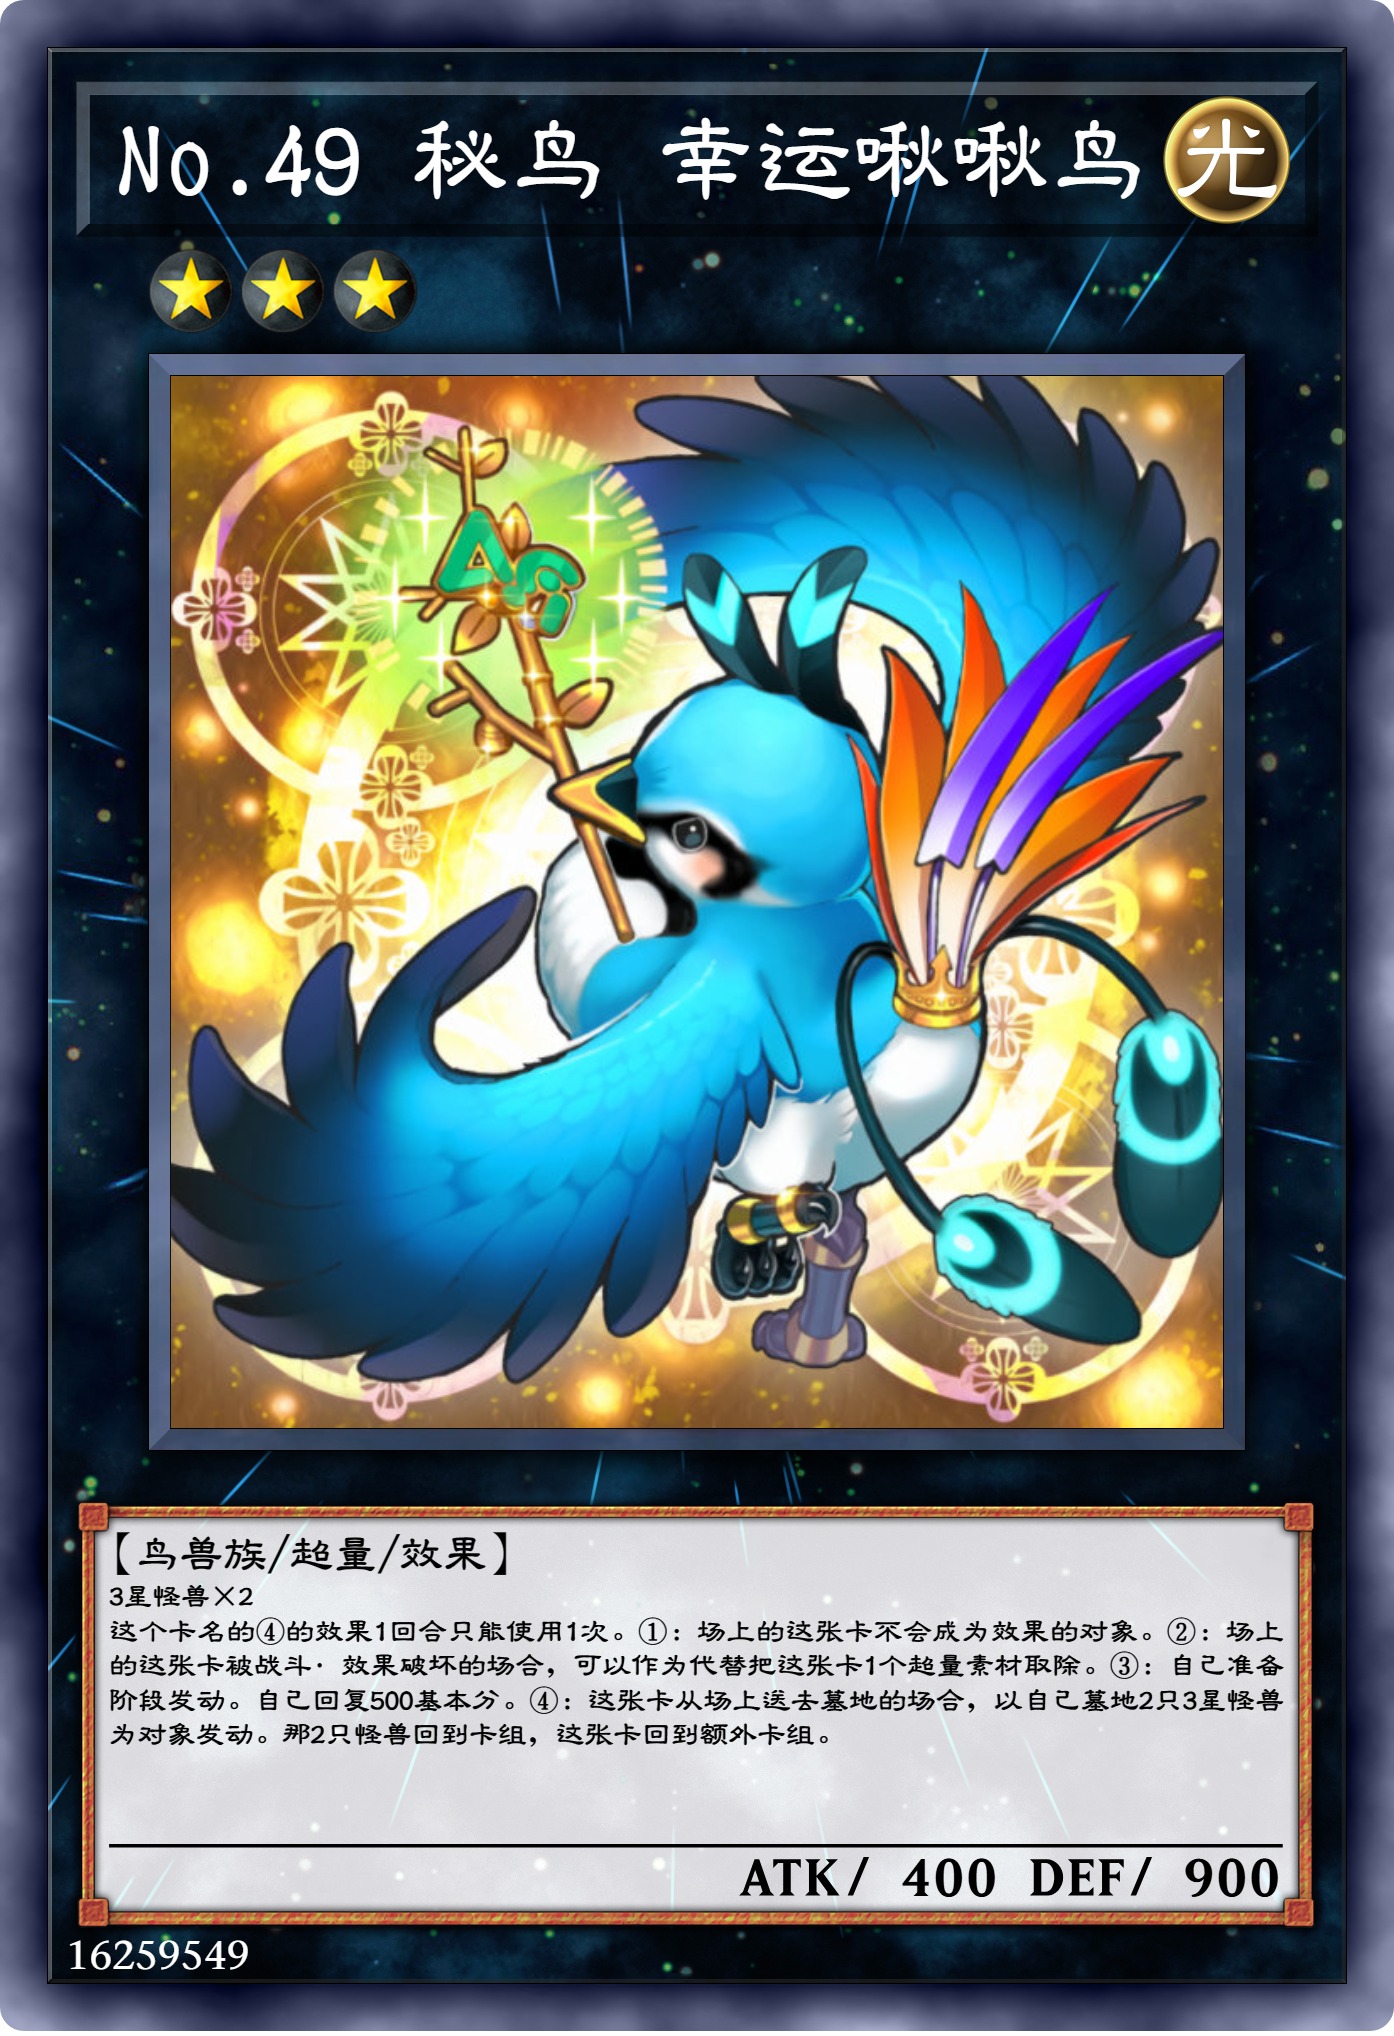 No.49 秘鸟 幸运啾啾鸟 光
【鸟兽族/超量/效果】
3星怪兽×2
这个卡名的④的效果1回合只能使用1次。①：场上的这张卡不会成为效果的对象。②：场上
的这张卡被战斗·效果破坏的场合，可以作为代替把这张卡1个超量素材取除。③：自己准备
阶段发动。自己回复500基本分。④：这张卡从场上送去墓地的场合，以自己墓地2只3星怪兽
为对象发动。那2只怪兽回到卡组，这张卡回到额外卡组。
ATK/ 400 DEF/ 900
16259549